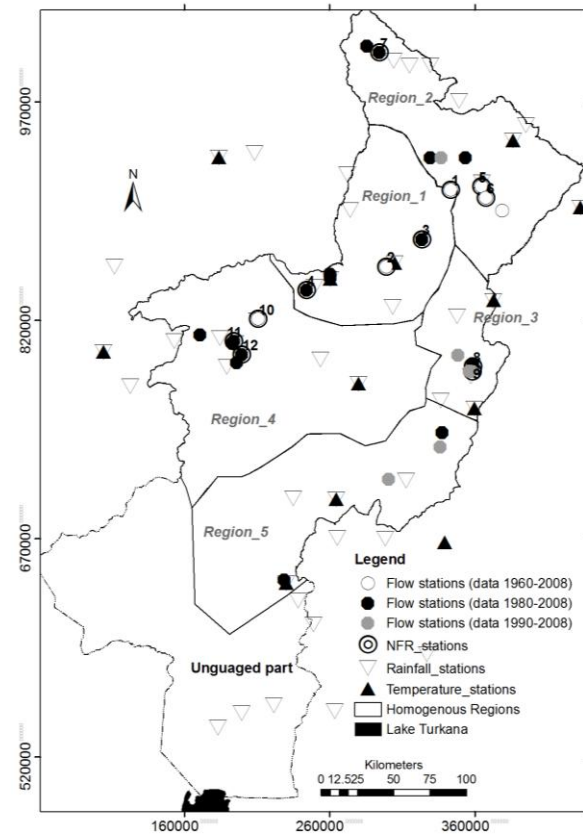 7
970000
Region_2
N
5
1
6
Region_1
3
2
4
10
820000
Region_3
11
12
8
9
Region_4
Region_5
670000
Legend
Flow stations (data 1960-2008)
Flow stations (data 1980-2008)
Flow stations (data 1990-2008)
NFR_stations
Unguaged part
Rainfall_stations
Temperature_stations
Homogenous Regions
Lake Turkana
520000
Kilometers
0 12.525 50 75 100
160000 260000 360000